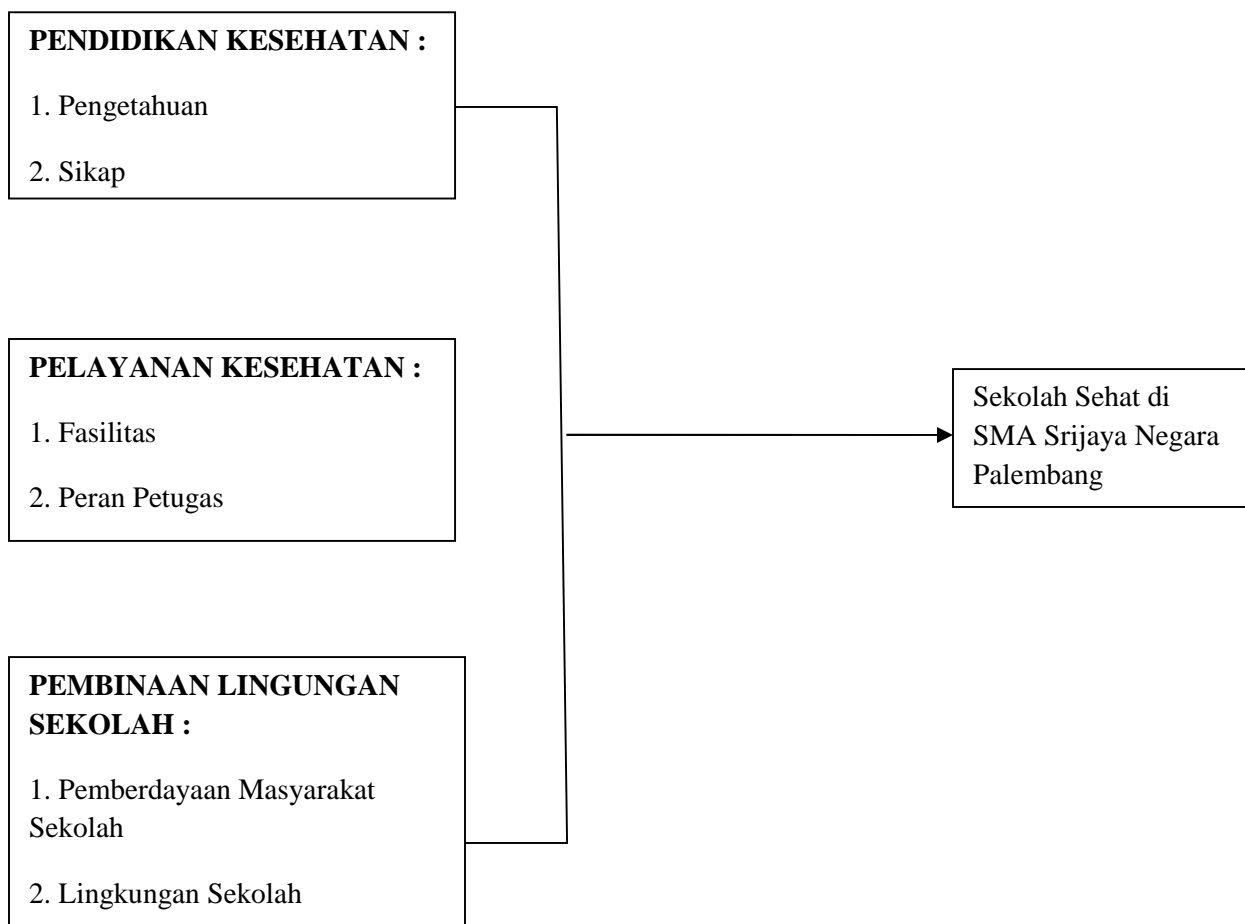 PENDIDIKAN KESEHATAN :
1. Pengetahuan
2. Sikap
PELAYANAN KESEHATAN :
1. Fasilitas
2. Peran Petugas
Sekolah Sehat di
SMA Srijaya Negara
Palembang
PEMBINAAN LINGUNGAN
SEKOLAH :
1. Pemberdayaan Masyarakat
Sekolah
2. Lingkungan Sekolah